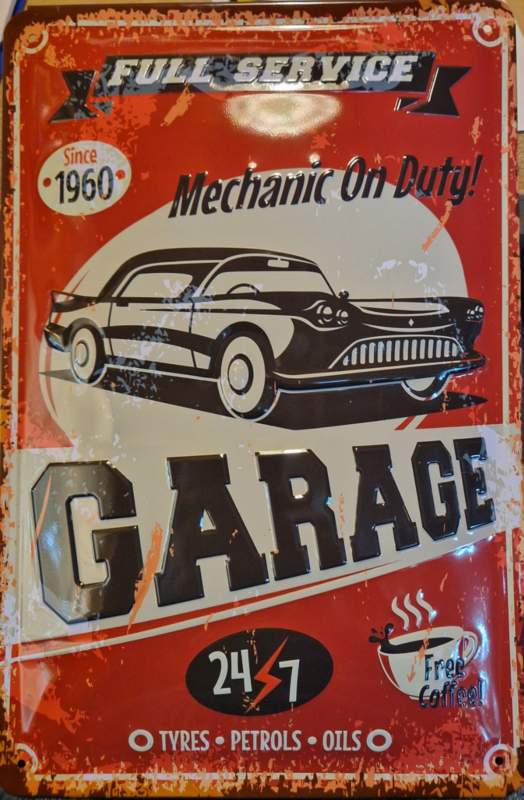 FULL SERVICE
Since
1960
Mechanic On Duty!
GARAGE
24 7
Free
Coffee!
TYRES • PETROLS • OILS